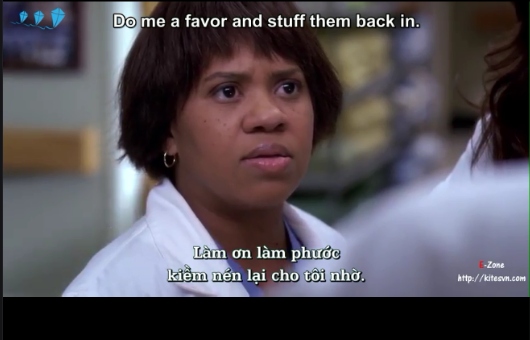 Do me a favor and stuff them back in.
Làm ơn làm phước
kiềm nén lại cho tôi nhờ.
K-Zone
http://kitesvn.com